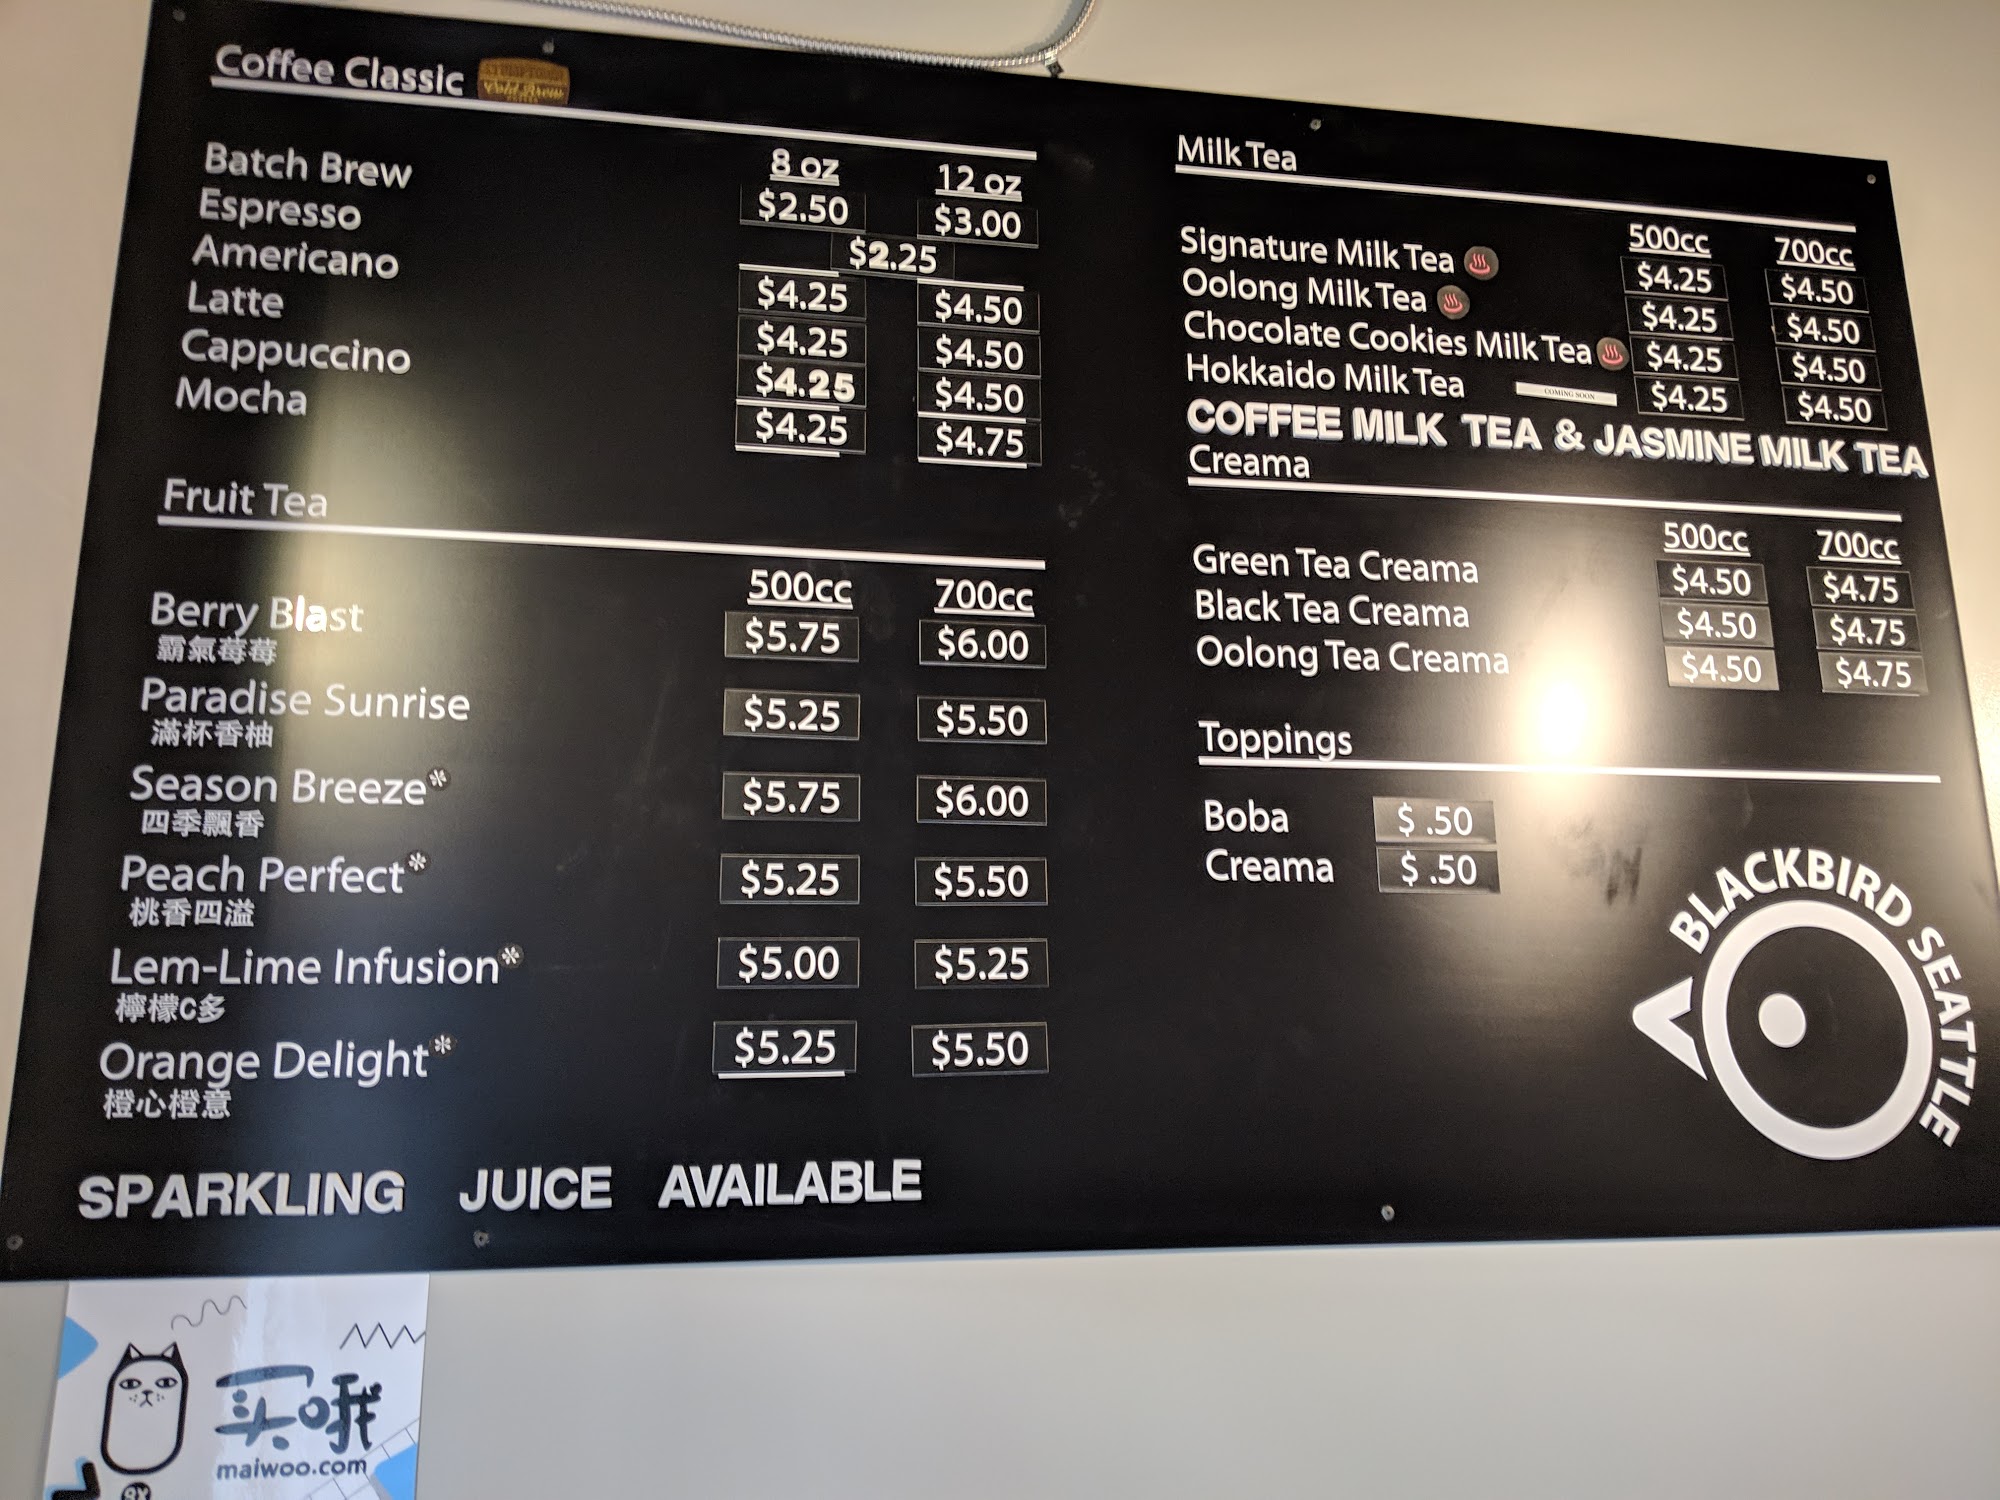 Coffee Classic
8 oz 12 oz
Batch Brew $2.50 $3.00
Espresso $2.25
Americano $4.25 $4.50
Latte $4.25 $4.50
Cappuccino $4.25 $4.50
Mocha $4.25 $4.75
Fruit Tea
500cc 700cc
Berry Blast $5.75 $6.00
霸氣莓莓
Paradise Sunrise $5.25 $5.50
滿杯香柚
Season Breeze* $5.75 $6.00
四季飄香
Peach Perfect* $5.25 $5.50
桃香四溢
Lem-Lime Infusion* $5.00 $5.25
檸檬C多
Orange Delight* $5.25 $5.50
橙心橙意
SPARKLING JUICE AVAILABLE
Milk Tea
500cc 700cc
Signature Milk Tea $4.25 $4.50
Oolong Milk Tea $4.25 $4.50
Chocolate Cookies Milk Tea $4.25 $4.50
Hokkaido Milk Tea COMING SOON $4.25 $4.50
COFFEE MILK TEA & JASMINE MILK TEA
Creama
500cc 700cc
Green Tea Creama $4.50 $4.75
Black Tea Creama $4.50 $4.75
Oolong Tea Creama $4.50 $4.75
Toppings
Boba $ .50
Creama $ .50
BLACKBIRD SEATTLE
买哦
maiwoo.com